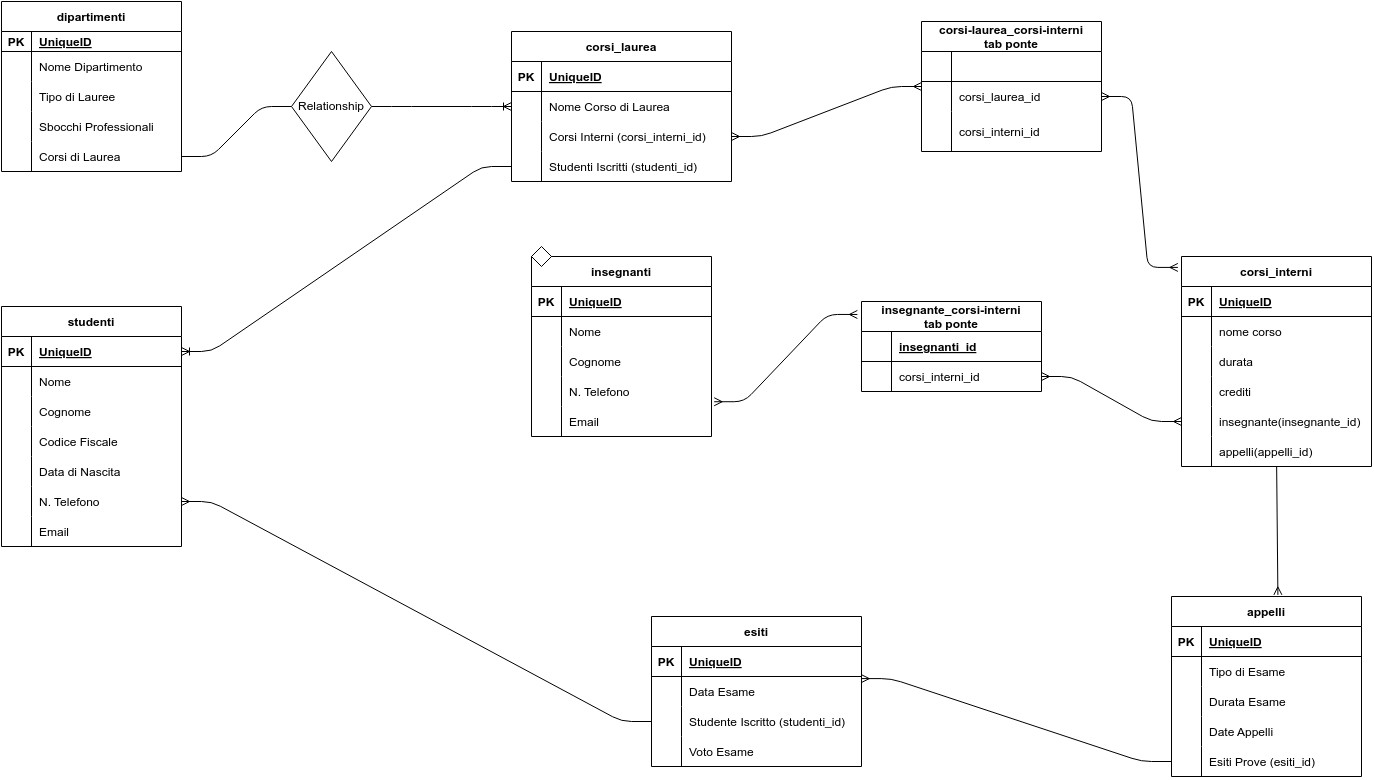 dipartimenti
PK UniqueID
Nome Dipartimento
Tipo di Lauree
Sbocchi Professionali
Corsi di Laurea
Relationship
corsi_laurea
PK UniqueID
Nome Corso di Laurea
Corsi Interni (corsi_interni_id)
Studenti Iscritti (studenti_id)
corsi-laurea_corsi-interni
tab ponte
corsi_laurea_id
corsi_interni_id
insegnanti
PK UniqueID
Nome
Cognome
N. Telefono
Email
insegnante_corsi-interni
tab ponte
insegnanti_id
corsi_interni_id
corsi_interni
PK UniqueID
nome corso
durata
crediti
insegnante(insegnante_id)
appelli(appelli_id)
studenti
PK UniqueID
Nome
Cognome
Codice Fiscale
Data di Nascita
N. Telefono
Email
esiti
PK UniqueID
Data Esame
Studente Iscritto (studenti_id)
Voto Esame
appelli
PK UniqueID
Tipo di Esame
Durata Esame
Date Appelli
Esiti Prove (esiti_id)